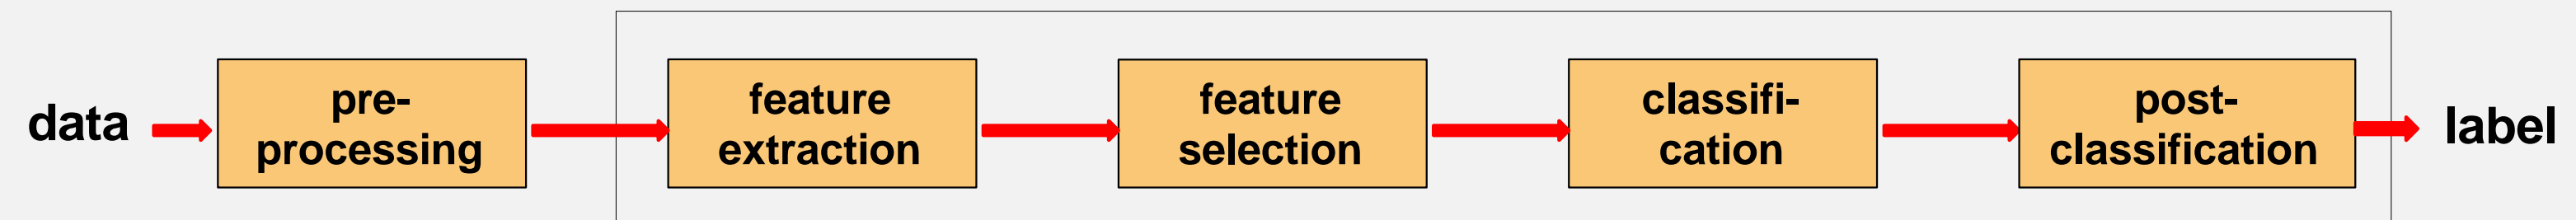 data
pre-
processing
feature
extraction
feature
selection
classifi-
cation
post-
classification
label